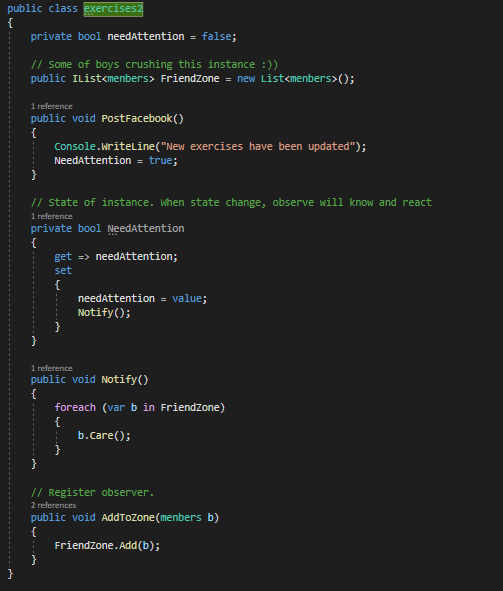 public class exercises2
{
private bool needAttention = false;
// Some of boys crushing this instance :))
public IList<menbers> FriendZone = new List<menbers>();
1 reference
public void PostFacebook()
{
Console.WriteLine("New exercises have been updated");
NeedAttention = true;
}
// State of instance. When state change, observe will know and react
1 reference
private bool NeedAttention
{
get => needAttention;
set
{
needAttention = value;
Notify();
}
}
1 reference
public void Notify()
{
foreach (var b in FriendZone)
{
b.Care();
}
}
// Register observer.
2 references
public void AddToZone(menbers b)
{
FriendZone.Add(b);
}
}